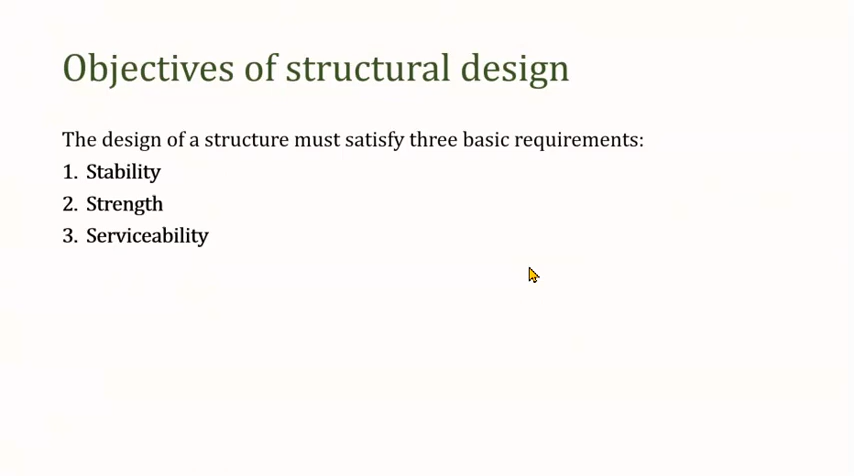 Objectives of structural design
The design of a structure must satisfy three basic requirements:
1. Stability
2. Strength
3. Serviceability